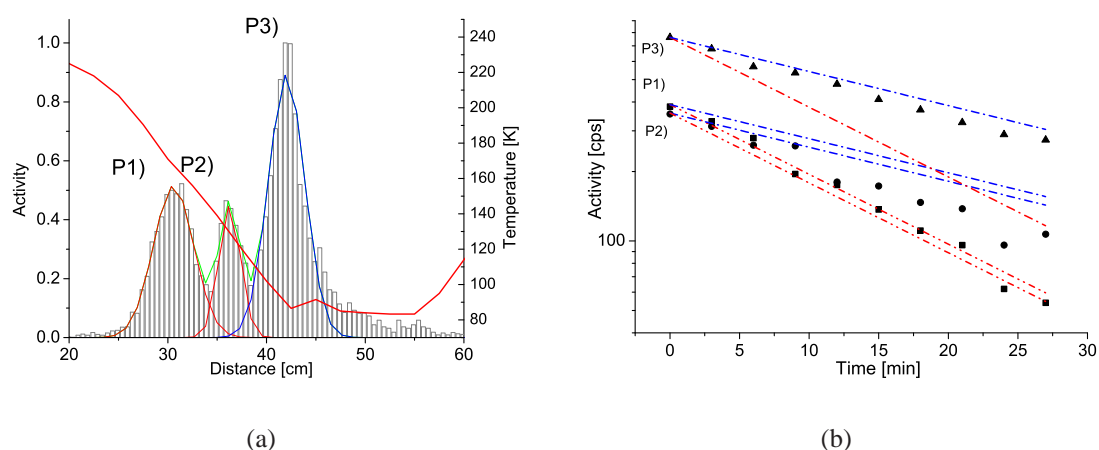 P3)
1.0
0.8
0.6
0.4
0.2
0.0
Activity
P1)
P2)
240
220
200
180
160
140
120
100
80
Temperature [K]
20
30
40
50
60
Distance [cm]
(a)
P3)
P1)
P2)
100
Activity [cps]
0
5
10
15
20
25
30
Time [min]
(b)